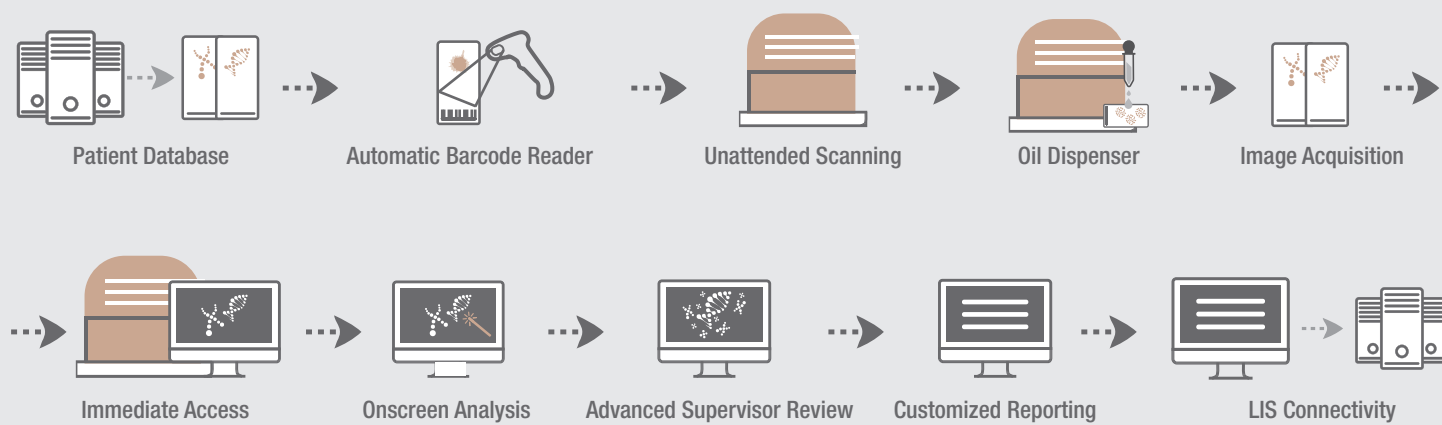 Patient Database
Automatic Barcode Reader
Unattended Scanning
Oil Dispenser
Image Acquisition
Immediate Access
Onscreen Analysis
Advanced Supervisor Review
Customized Reporting
LIS Connectivity